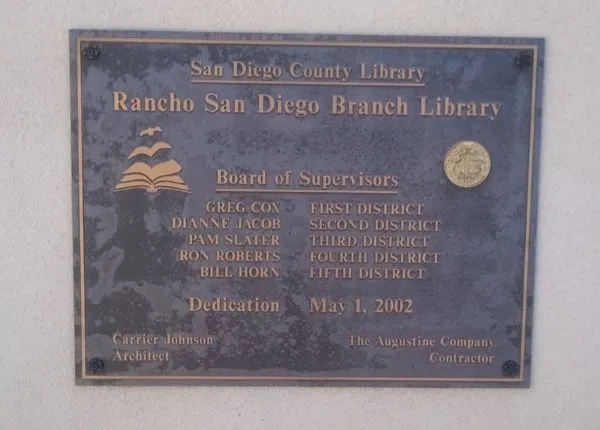 San Diego County Library
Rancho San Diego Branch Library
Board of Supervisors
GREG COX FIRST DISTRICT
DIANNE JACOB SECOND DISTRICT
PAM SLATER THIRD DISTRICT
RON ROBERTS FOURTH DISTRICT
BILL HORN FIFTH DISTRICT
Dedication May 1, 2002
Carrier Johnson The Augustine Company
Architect Contractor